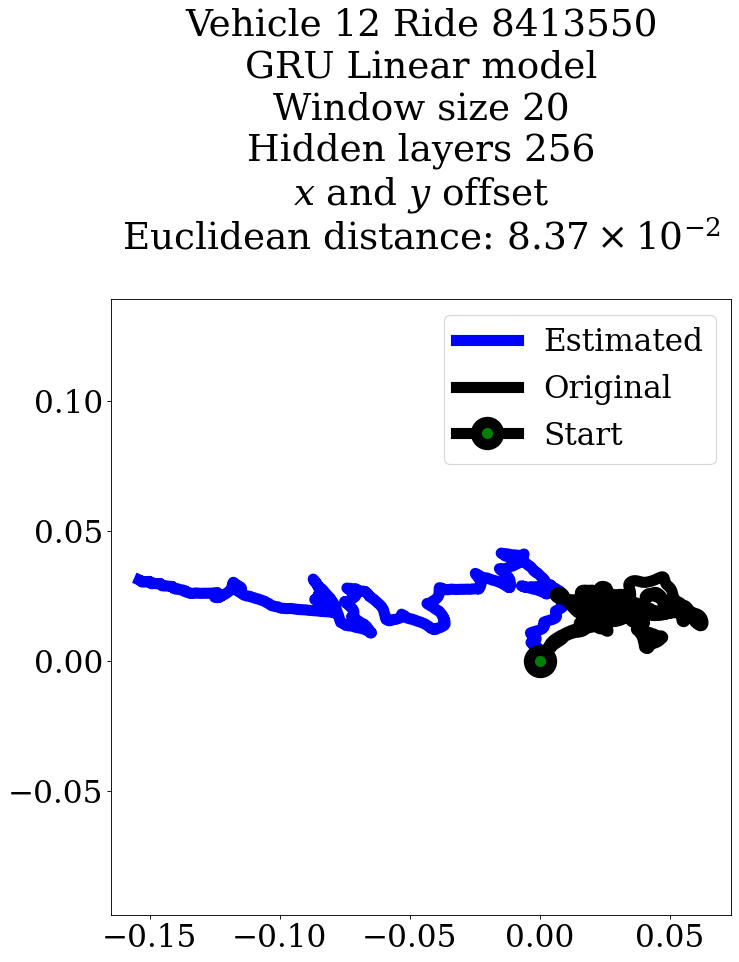 Vehicle 12 Ride 8413550
GRU Linear model
Window size 20
Hidden layers 256
x and y offset
Euclidean distance: 8.37 × 10⁻²
Estimated
Original
Start
0.10
0.05
0.00
−0.05
−0.15 −0.10 −0.05 0.00 0.05